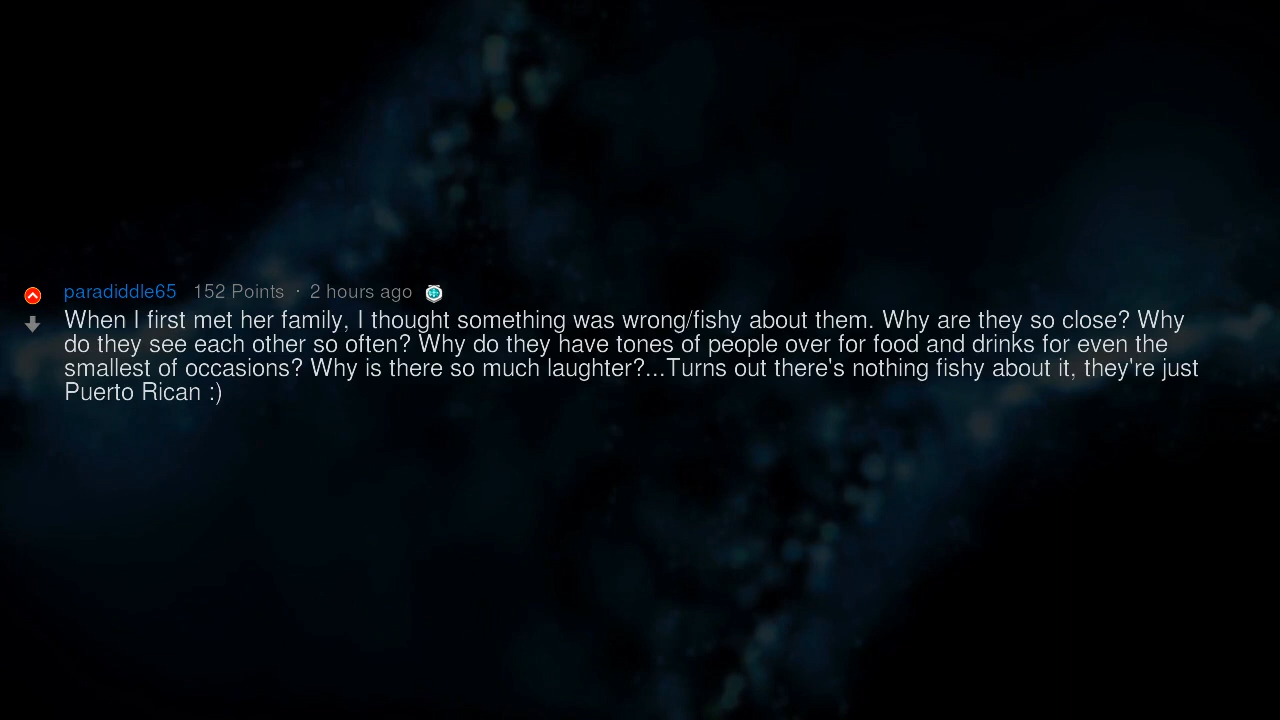 paradiddle65 152 Points · 2 hours ago
When I first met her family, I thought something was wrong/fishy about them. Why are they so close? Why
do they see each other so often? Why do they have tones of people over for food and drinks for even the
smallest of occasions? Why is there so much laughter?...Turns out there's nothing fishy about it, they're just
Puerto Rican :)